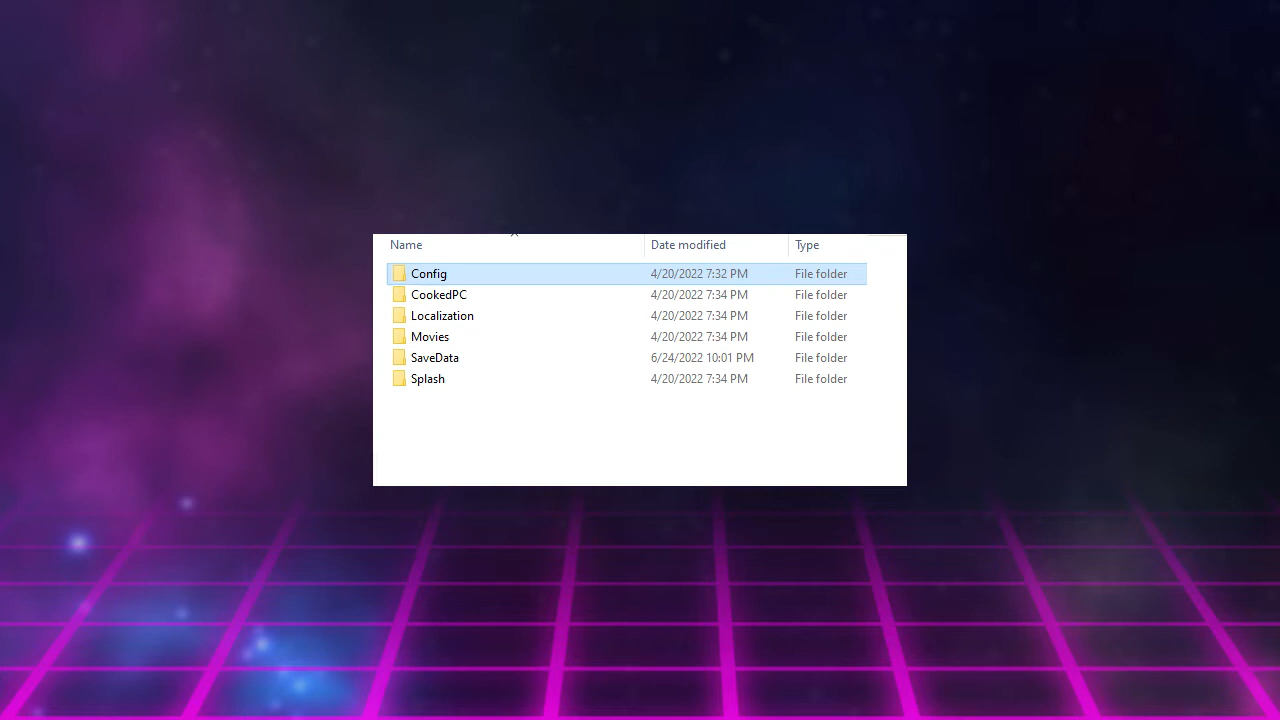 Name Date modified Type
Config 4/20/2022 7:32 PM File folder
CookedPC 4/20/2022 7:34 PM File folder
Localization 4/20/2022 7:34 PM File folder
Movies 4/20/2022 7:34 PM File folder
SaveData 6/24/2022 10:01 PM File folder
Splash 4/20/2022 7:34 PM File folder